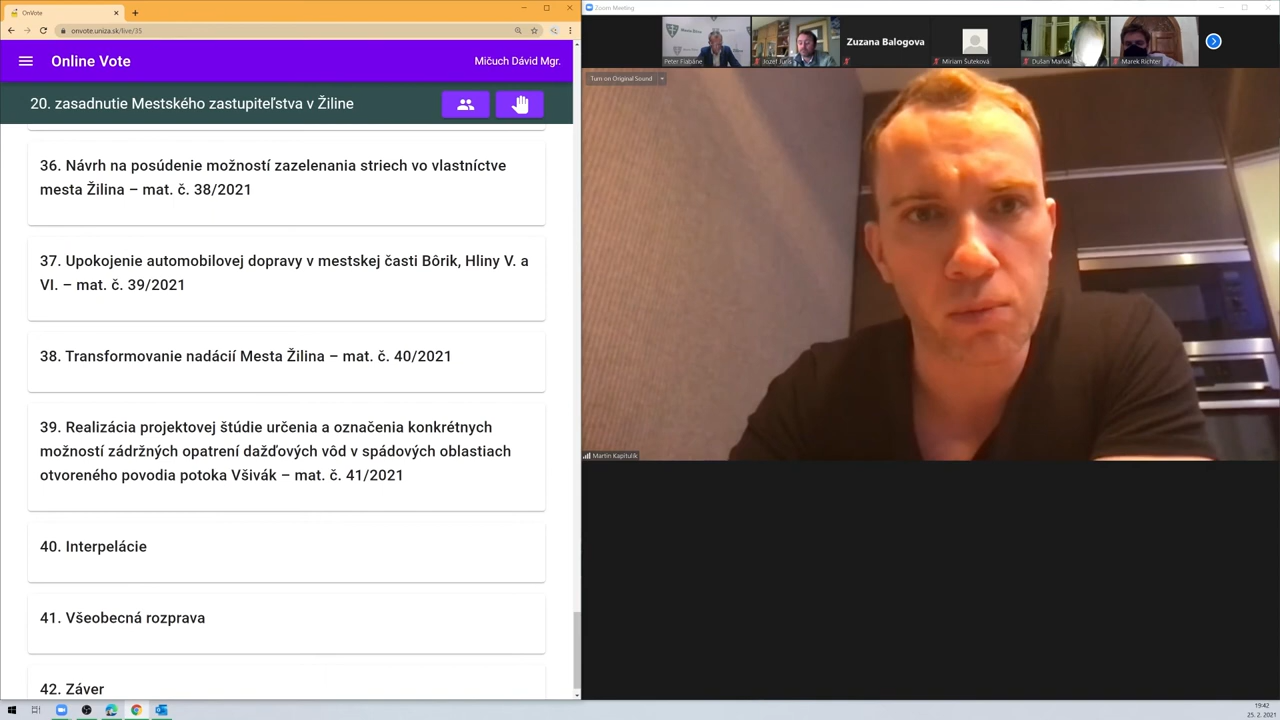 OnVote
onvote.uniza.sk/live/35
Online Vote
Mičuch Dávid Mgr.
20. zasadnutie Mestského zastupiteľstva v Žiline
36. Návrh na posúdenie možností zazelenania striech vo vlastníctve
mesta Žilina – mat. č. 38/2021
37. Upokojenie automobilovej dopravy v mestskej časti Bôrik, Hliny V. a
VI. – mat. č. 39/2021
38. Transformovanie nadácií Mesta Žilina – mat. č. 40/2021
39. Realizácia projektovej štúdie určenia a označenia konkrétnych
možností zádržných opatrení dažďových vôd v spádových oblastiach
otvoreného povodia potoka Všivák – mat. č. 41/2021
40. Interpelácie
41. Všeobecná rozprava
42. Záver
Zoom Meeting
Peter Fiabáne
Jozef Juriš
Zuzana Balogova
Miriam Šuteková
Dušan Maňák
Marek Richter
Turn on Original Sound
Martin Kapitulík
19:42
25. 2. 2021